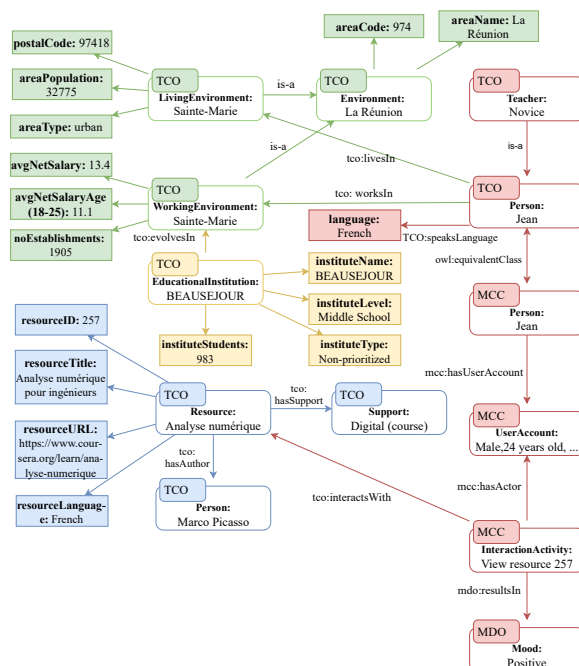 areaCode: 974
areaName: La
Réunion
postalCode: 97418
areaPopulation:
32775
areaType: urban
TCO
LivingEnvironment:
Sainte-Marie
is-a
TCO
Environment:
La Réunion
TCO
Teacher:
Novice
is-a
is-a
tco:livesIn
avgNetSalary: 13.4
avgNetSalaryAge
(18-25): 11.1
noEstablishments:
1905
TCO
WorkingEnvironment:
Sainte-Marie
tco: worksIn
TCO
Person:
Jean
language:
French
TCO:speaksLanguage
tco:evolvesIn
owl:equivalentClass
TCO
EducationalInstitution:
BEAUSEJOUR
instituteName:
BEAUSEJOUR
instituteLevel:
Middle School
instituteType:
Non-prioritized
instituteStudents:
983
MCC
Person:
Jean
mcc:hasUserAccount
resourceID: 257
resourceTitle:
Analyse numérique
pour ingénieurs
resourceURL:
https://www.cour-
sera.org/learn/ana-
lyse-numerique
resourceLanguag-
e: French
TCO
Resource:
Analyse numérique
tco:
hasSupport
TCO
Support:
Digital (course)
MCC
UserAccount:
Male,24 years old, ...
tco:
hasAuthor
TCO
Person:
Marco Picasso
tco:interactsWith
mcc:hasActor
MCC
InteractionActivity:
View resource 257
mdo:resultsIn
MDO
Mood:
Positive